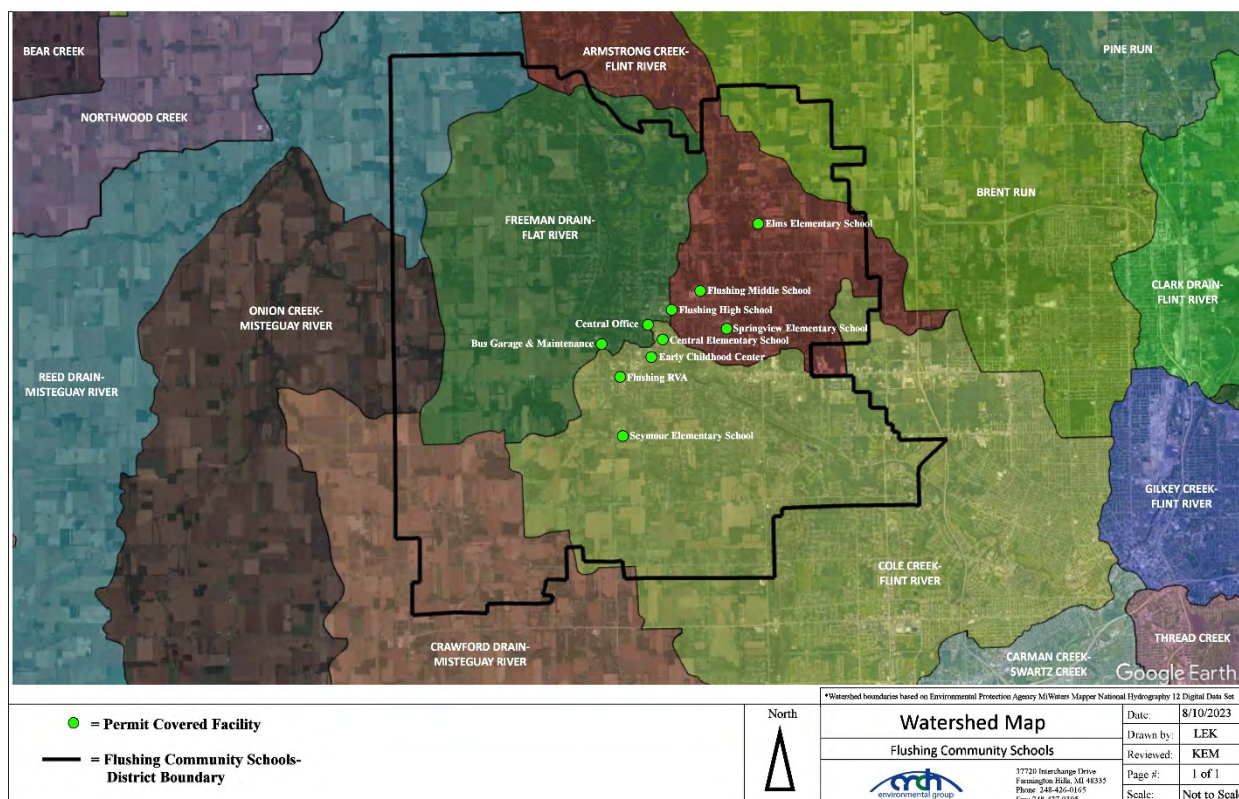 BEAR CREEK
ARMSTRONG CREEK-
FLINT RIVER
PINE RUN
NORTHWOOD CREEK
BRENT RUN
FREEMAN DRAIN-
FLAT RIVER
Elms Elementary School
CLARK DRAIN-
FLINT RIVER
Flushing Middle School
ONION CREEK-
MISTEGUAY RIVER
Flushing High School
Central Office
Springview Elementary School
Bus Garage & Maintenance
Central Elementary School
Early Childhood Center
REED DRAIN-
MISTEGUAY RIVER
Flushing RVA
Seymour Elementary School
GILKEY CREEK-
FLINT RIVER
COLE CREEK-
FLINT RIVER
CRAWFORD DRAIN-
MISTEGUAY RIVER
THREAD CREEK
CARMAN CREEK-
SWARTZ CREEK
Google Earth
*Watershed boundaries based on Environmental Protection Agency MiWaters Mapper National Hydrography 12 Digital Data Set
= Permit Covered Facility
= Flushing Community Schools-
District Boundary
North
Watershed Map
Flushing Community Schools
environmental group
37720 Interchange Drive
Farmington Hills, MI 48335
Phone: 248-426-0165
Date: 8/10/2023
Drawn by: LEK
Reviewed: KEM
Page #: 1 of 1
Scale: Not to Scale